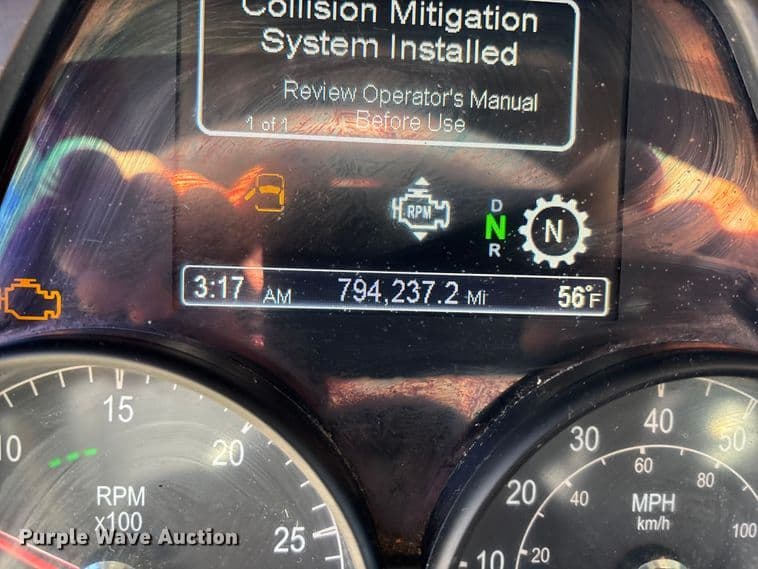 Collision Mitigation
System Installed
Review Operator's Manual
1 of 1 Before Use
RPM
D
N
R
N
3:17 AM 794,237.2 Mi 56°F
10 15 20 25
RPM
x100
10 20 30 40 50
20 40 60 80 100
MPH
km/h
Purple Wave Auction